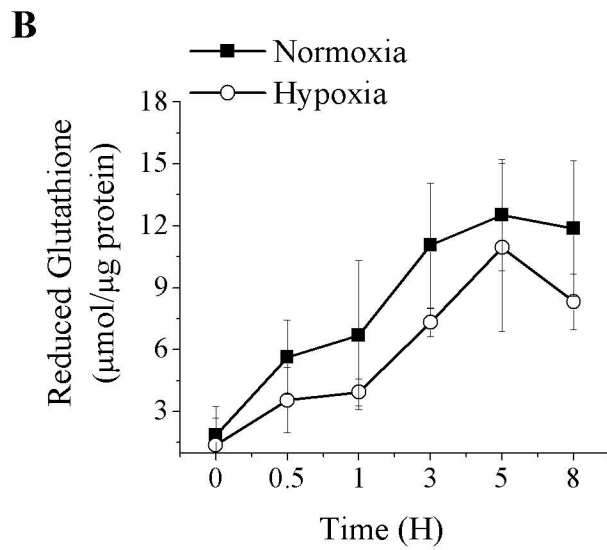 B
Normoxia
Hypoxia
Reduced Glutathione
(µmol/µg protein)
18
15
12
9
6
3
0 0.5 1 3 5 8
Time (H)